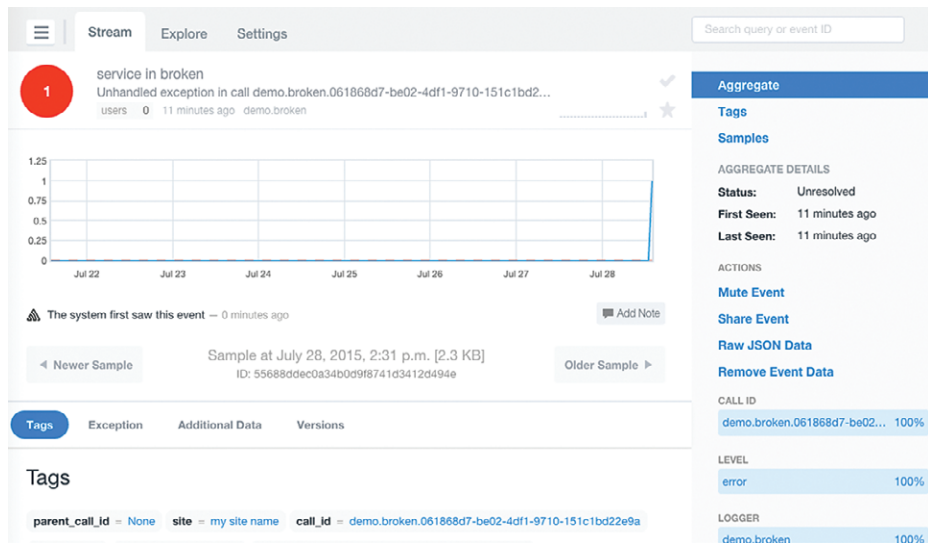 Stream Explore Settings Search query or event ID
1
service in broken
Unhandled exception in call demo.broken.061868d7-be02-4df1-9710-151c1bd2...
users 0 11 minutes ago demo.broken
1.25
1
0.75
0.5
0.25
0
Jul 22 Jul 23 Jul 24 Jul 25 Jul 26 Jul 27 Jul 28
The system first saw this event — 0 minutes ago Add Note
Newer Sample
Sample at July 28, 2015, 2:31 p.m. [2.3 KB]
ID: 55688ddec0a34b0d9f8741d3412d494e
Older Sample
Tags Exception Additional Data Versions
Tags
parent_call_id = None site = my site name call_id = demo.broken.061868d7-be02-4df1-9710-151c1bd22e9a
Aggregate
Tags
Samples
AGGREGATE DETAILS
Status: Unresolved
First Seen: 11 minutes ago
Last Seen: 11 minutes ago
ACTIONS
Mute Event
Share Event
Raw JSON Data
Remove Event Data
CALL ID
demo.broken.061868d7-be02... 100%
LEVEL
error 100%
LOGGER
demo.broken 100%